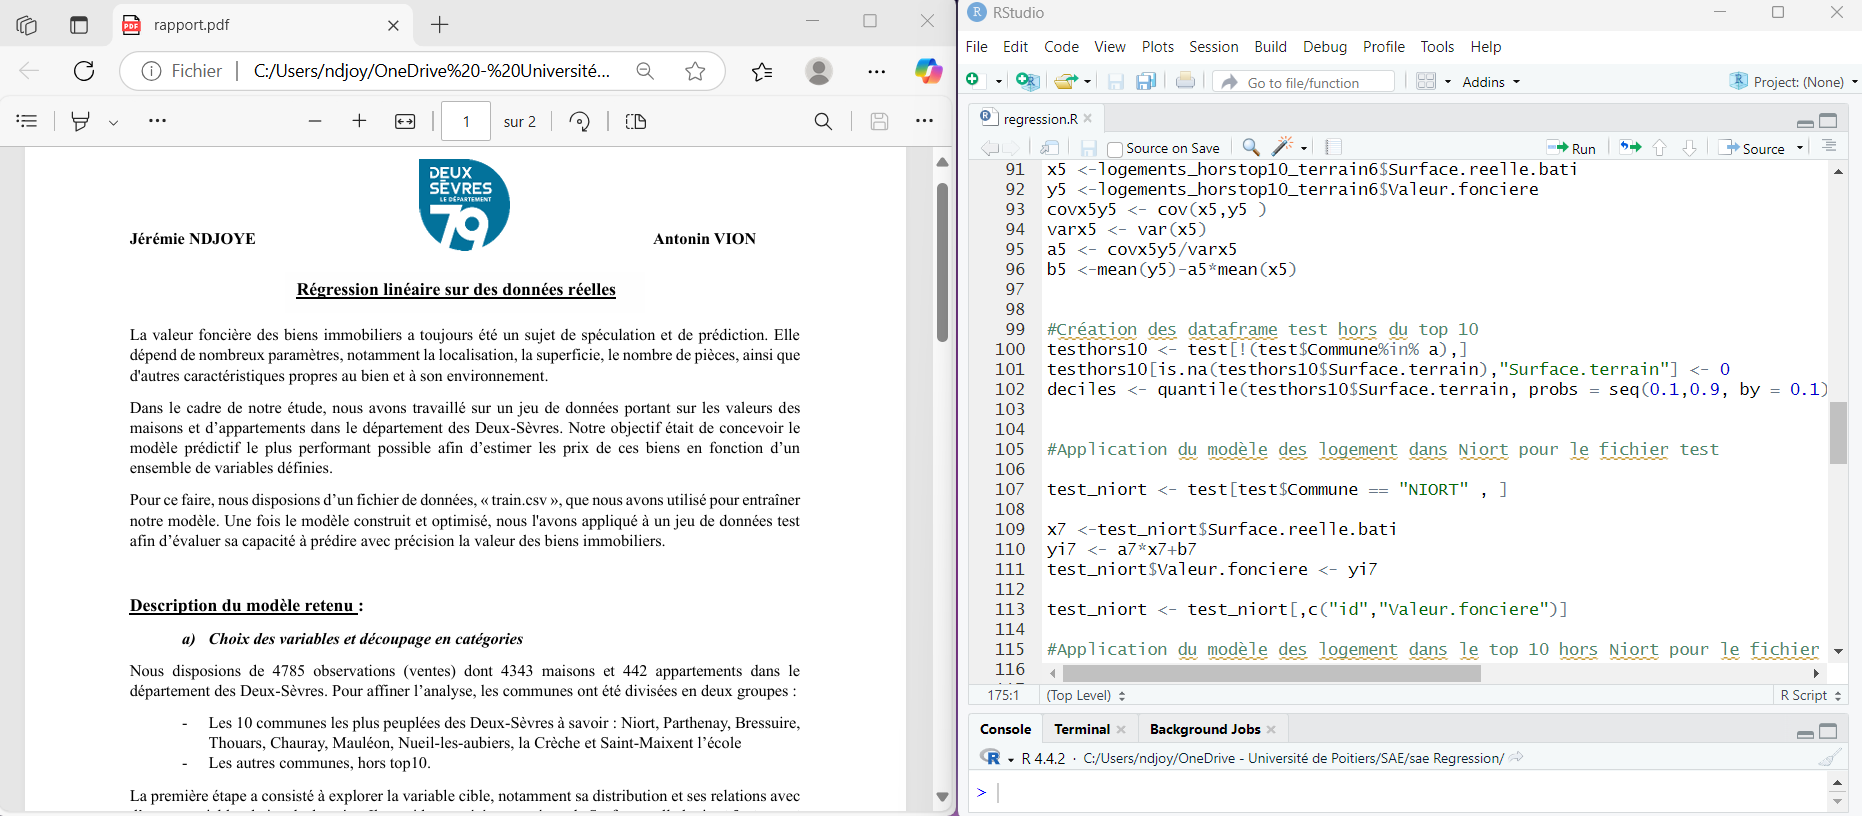 rapport.pdf
Fichier
C:/Users/ndjoy/OneDrive%20-%20Université...
1
sur 2
DEUX
SÈVRES
LE DÉPARTEMENT
79
Jérémie NDJOYE
Antonin VION
Régression linéaire sur des données réelles
La valeur foncière des biens immobiliers a toujours été un sujet de spéculation et de prédiction. Elle
dépend de nombreux paramètres, notamment la localisation, la superficie, le nombre de pièces, ainsi que
d'autres caractéristiques propres au bien et à son environnement.
Dans le cadre de notre étude, nous avons travaillé sur un jeu de données portant sur les valeurs des
maisons et d’appartements dans le département des Deux-Sèvres. Notre objectif était de concevoir le
modèle prédictif le plus performant possible afin d’estimer les prix de ces biens en fonction d’un
ensemble de variables définies.
Pour ce faire, nous disposions d’un fichier de données, « train.csv », que nous avons utilisé pour entraîner
notre modèle. Une fois le modèle construit et optimisé, nous l'avons appliqué à un jeu de données test
afin d’évaluer sa capacité à prédire avec précision la valeur des biens immobiliers.
Description du modèle retenu :
a) Choix des variables et découpage en catégories
Nous disposions de 4785 observations (ventes) dont 4343 maisons et 442 appartements dans le
département des Deux-Sèvres. Pour affiner l’analyse, les communes ont été divisées en deux groupes :
- Les 10 communes les plus peuplées des Deux-Sèvres à savoir : Niort, Parthenay, Bressuire,
Thouars, Chauray, Mauléon, Nueil-les-aubiers, la Crèche et Saint-Maixent l’école
- Les autres communes, hors top10.
La première étape a consisté à explorer la variable cible, notamment sa distribution et ses relations avec
RStudio
File Edit Code View Plots Session Build Debug Profile Tools Help
Go to file/function
Addins
Project: (None)
regression.R
Source on Save
Run
Source
91 x5 <-logements_horstop10_terrain6$Surface.reelle.bati
92 y5 <-logements_horstop10_terrain6$Valeur.fonciere
93 covx5y5 <- cov(x5,y5 )
94 varx5 <- var(x5)
95 a5 <- covx5y5/varx5
96 b5 <-mean(y5)-a5*mean(x5)
97
98
99 #Création des dataframe test hors du top 10
100 testhors10 <- test[!(test$Commune%in% a),]
101 testhors10[is.na(testhors10$Surface.terrain),"Surface.terrain"] <- 0
102 deciles <- quantile(testhors10$Surface.terrain, probs = seq(0.1,0.9, by = 0.1)
103
104
105 #Application du modèle des logement dans Niort pour le fichier test
106
107 test_niort <- test[test$Commune == "NIORT" , ]
108
109 x7 <-test_niort$Surface.reelle.bati
110 yi7 <- a7*x7+b7
111 test_niort$Valeur.fonciere <- yi7
112
113 test_niort <- test_niort[,c("id","Valeur.fonciere")]
114
115 #Application du modèle des logement dans le top 10 hors Niort pour le fichier
116
175:1
(Top Level)
R Script
Console
Terminal
Background Jobs
R 4.4.2 · C:/Users/ndjoy/OneDrive - Université de Poitiers/SAE/sae Regression/
>